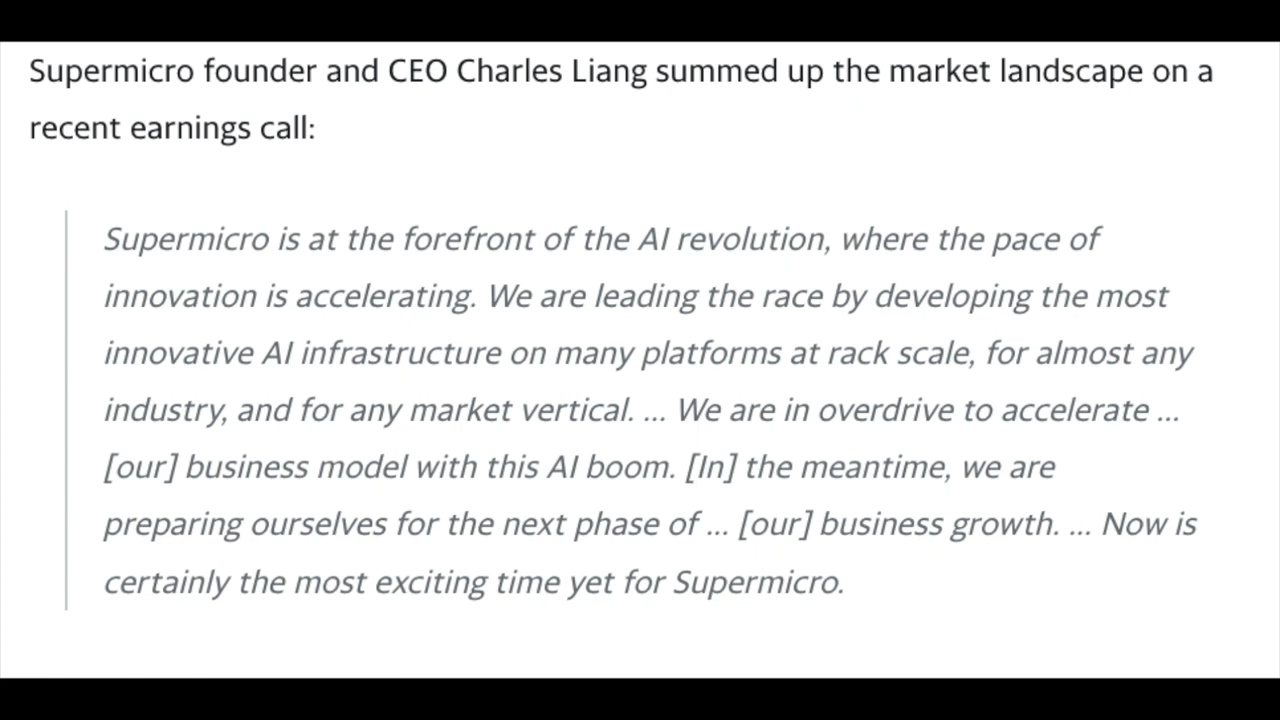 Supermicro founder and CEO Charles Liang summed up the market landscape on a
recent earnings call:
Supermicro is at the forefront of the AI revolution, where the pace of
innovation is accelerating. We are leading the race by developing the most
innovative AI infrastructure on many platforms at rack scale, for almost any
industry, and for any market vertical. ... We are in overdrive to accelerate ...
[our] business model with this AI boom. [In] the meantime, we are
preparing ourselves for the next phase of ... [our] business growth. ... Now is
certainly the most exciting time yet for Supermicro.